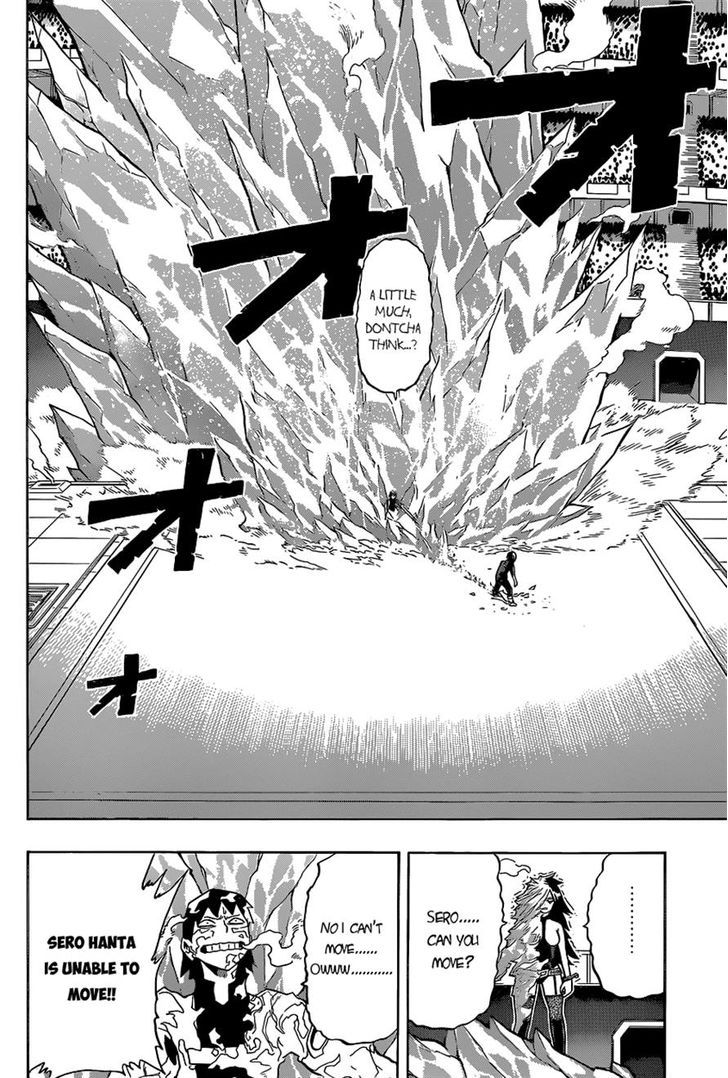 オ
オ
オ
オ
A LITTLE
MUCH,
DONTCHA
THINK...?
.........
SERO.....
CAN YOU
MOVE?
NO I CAN'T
MOVE......
OWWW...........
SERO HANTA
IS UNABLE TO
MOVE!!